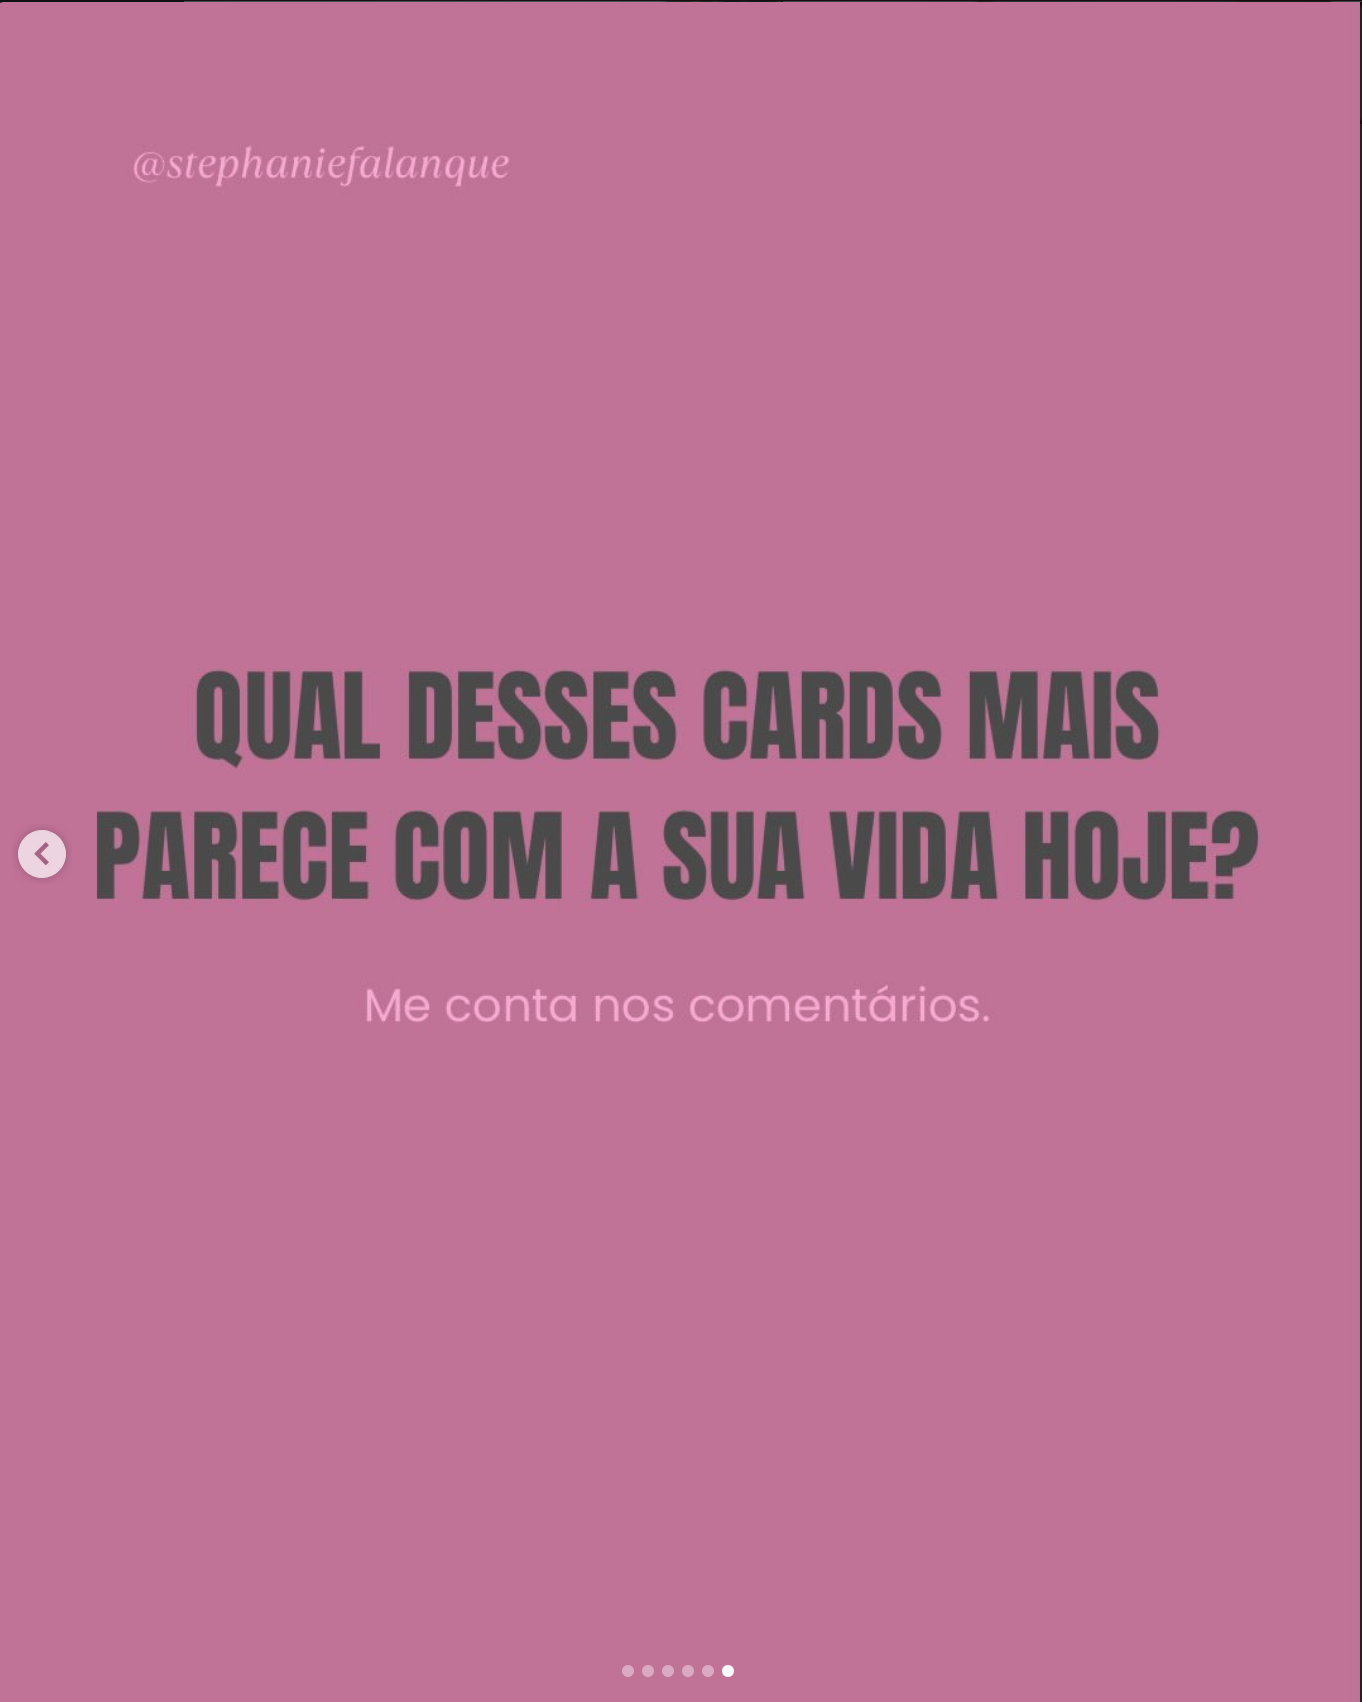 @stephaniefalanque
QUAL DESSES CARDS MAIS
PARECE COM A SUA VIDA HOJE?
Me conta nos comentários.